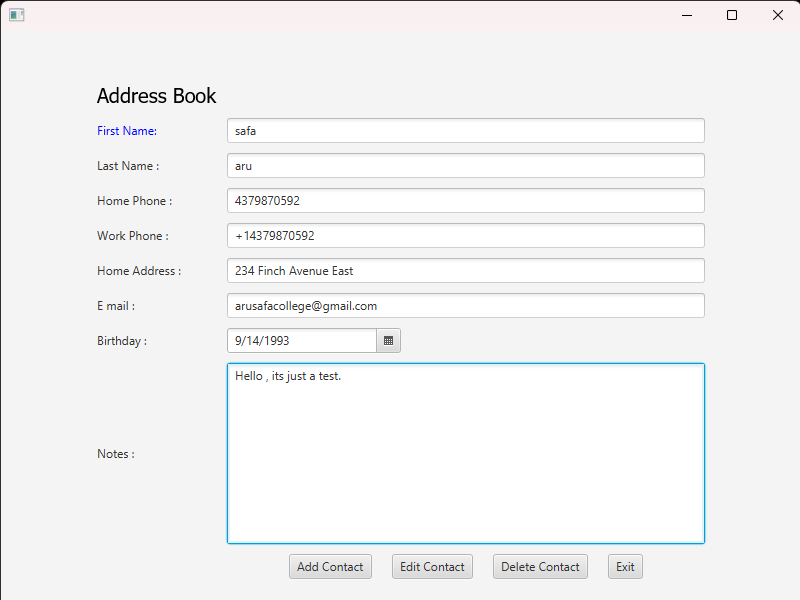 Address Book
First Name: safa
Last Name : aru
Home Phone : 4379870592
Work Phone : +14379870592
Home Address : 234 Finch Avenue East
E mail : arusafacollege@gmail.com
Birthday : 9/14/1993
Hello , its just a test.
Notes :
Add Contact Edit Contact Delete Contact Exit